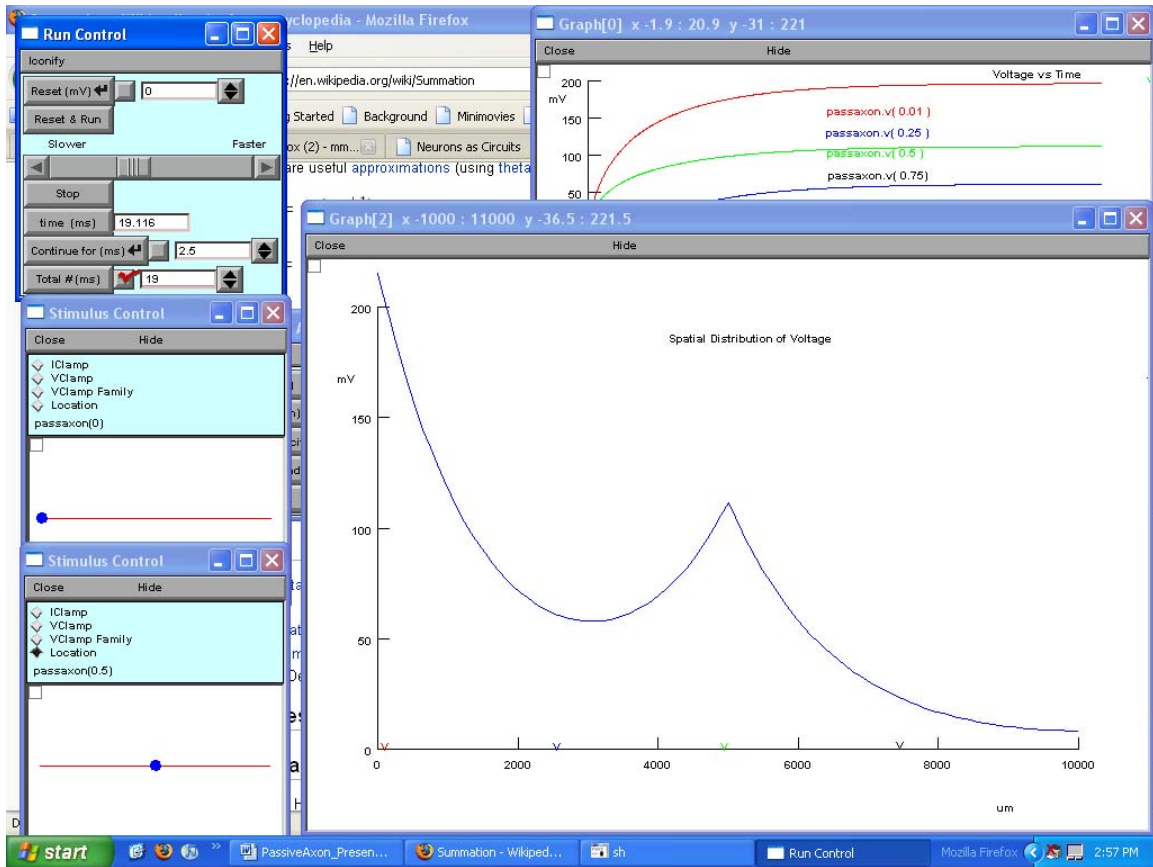 cyclopedia - Mozilla Firefox
Help
://en.wikipedia.org/wiki/Summation
Started Background Minimovies
ox (2) - mm... Neurons as Circuits
are useful approximations (using theta
Run Control
Iconify
Reset (mV) 0
Reset & Run
Slower Faster
Stop
time (ms) 19.116
Continue for (ms) 2.5
Total # (ms) 19
Graph[0] x -1.9 : 20.9 y -31 : 221
Close Hide
Voltage vs Time
200
mV
150
100
50
passaxon.v( 0.01 )
passaxon.v( 0.25 )
passaxon.v( 0.5 )
passaxon.v( 0.75)
Graph[2] x -1000 : 11000 y -36.5 : 221.5
Close Hide
Spatial Distribution of Voltage
200
mV
150
100
50
0
0 2000 4000 6000 8000 10000
um
Stimulus Control
Close Hide
IClamp
VClamp
VClamp Family
Location
passaxon(0)
Stimulus Control
Close Hide
IClamp
VClamp
VClamp Family
Location
passaxon(0.5)
start
PassiveAxon_Presen... Summation - Wikiped... sh Run Control Mozilla Firefox 2:57 PM